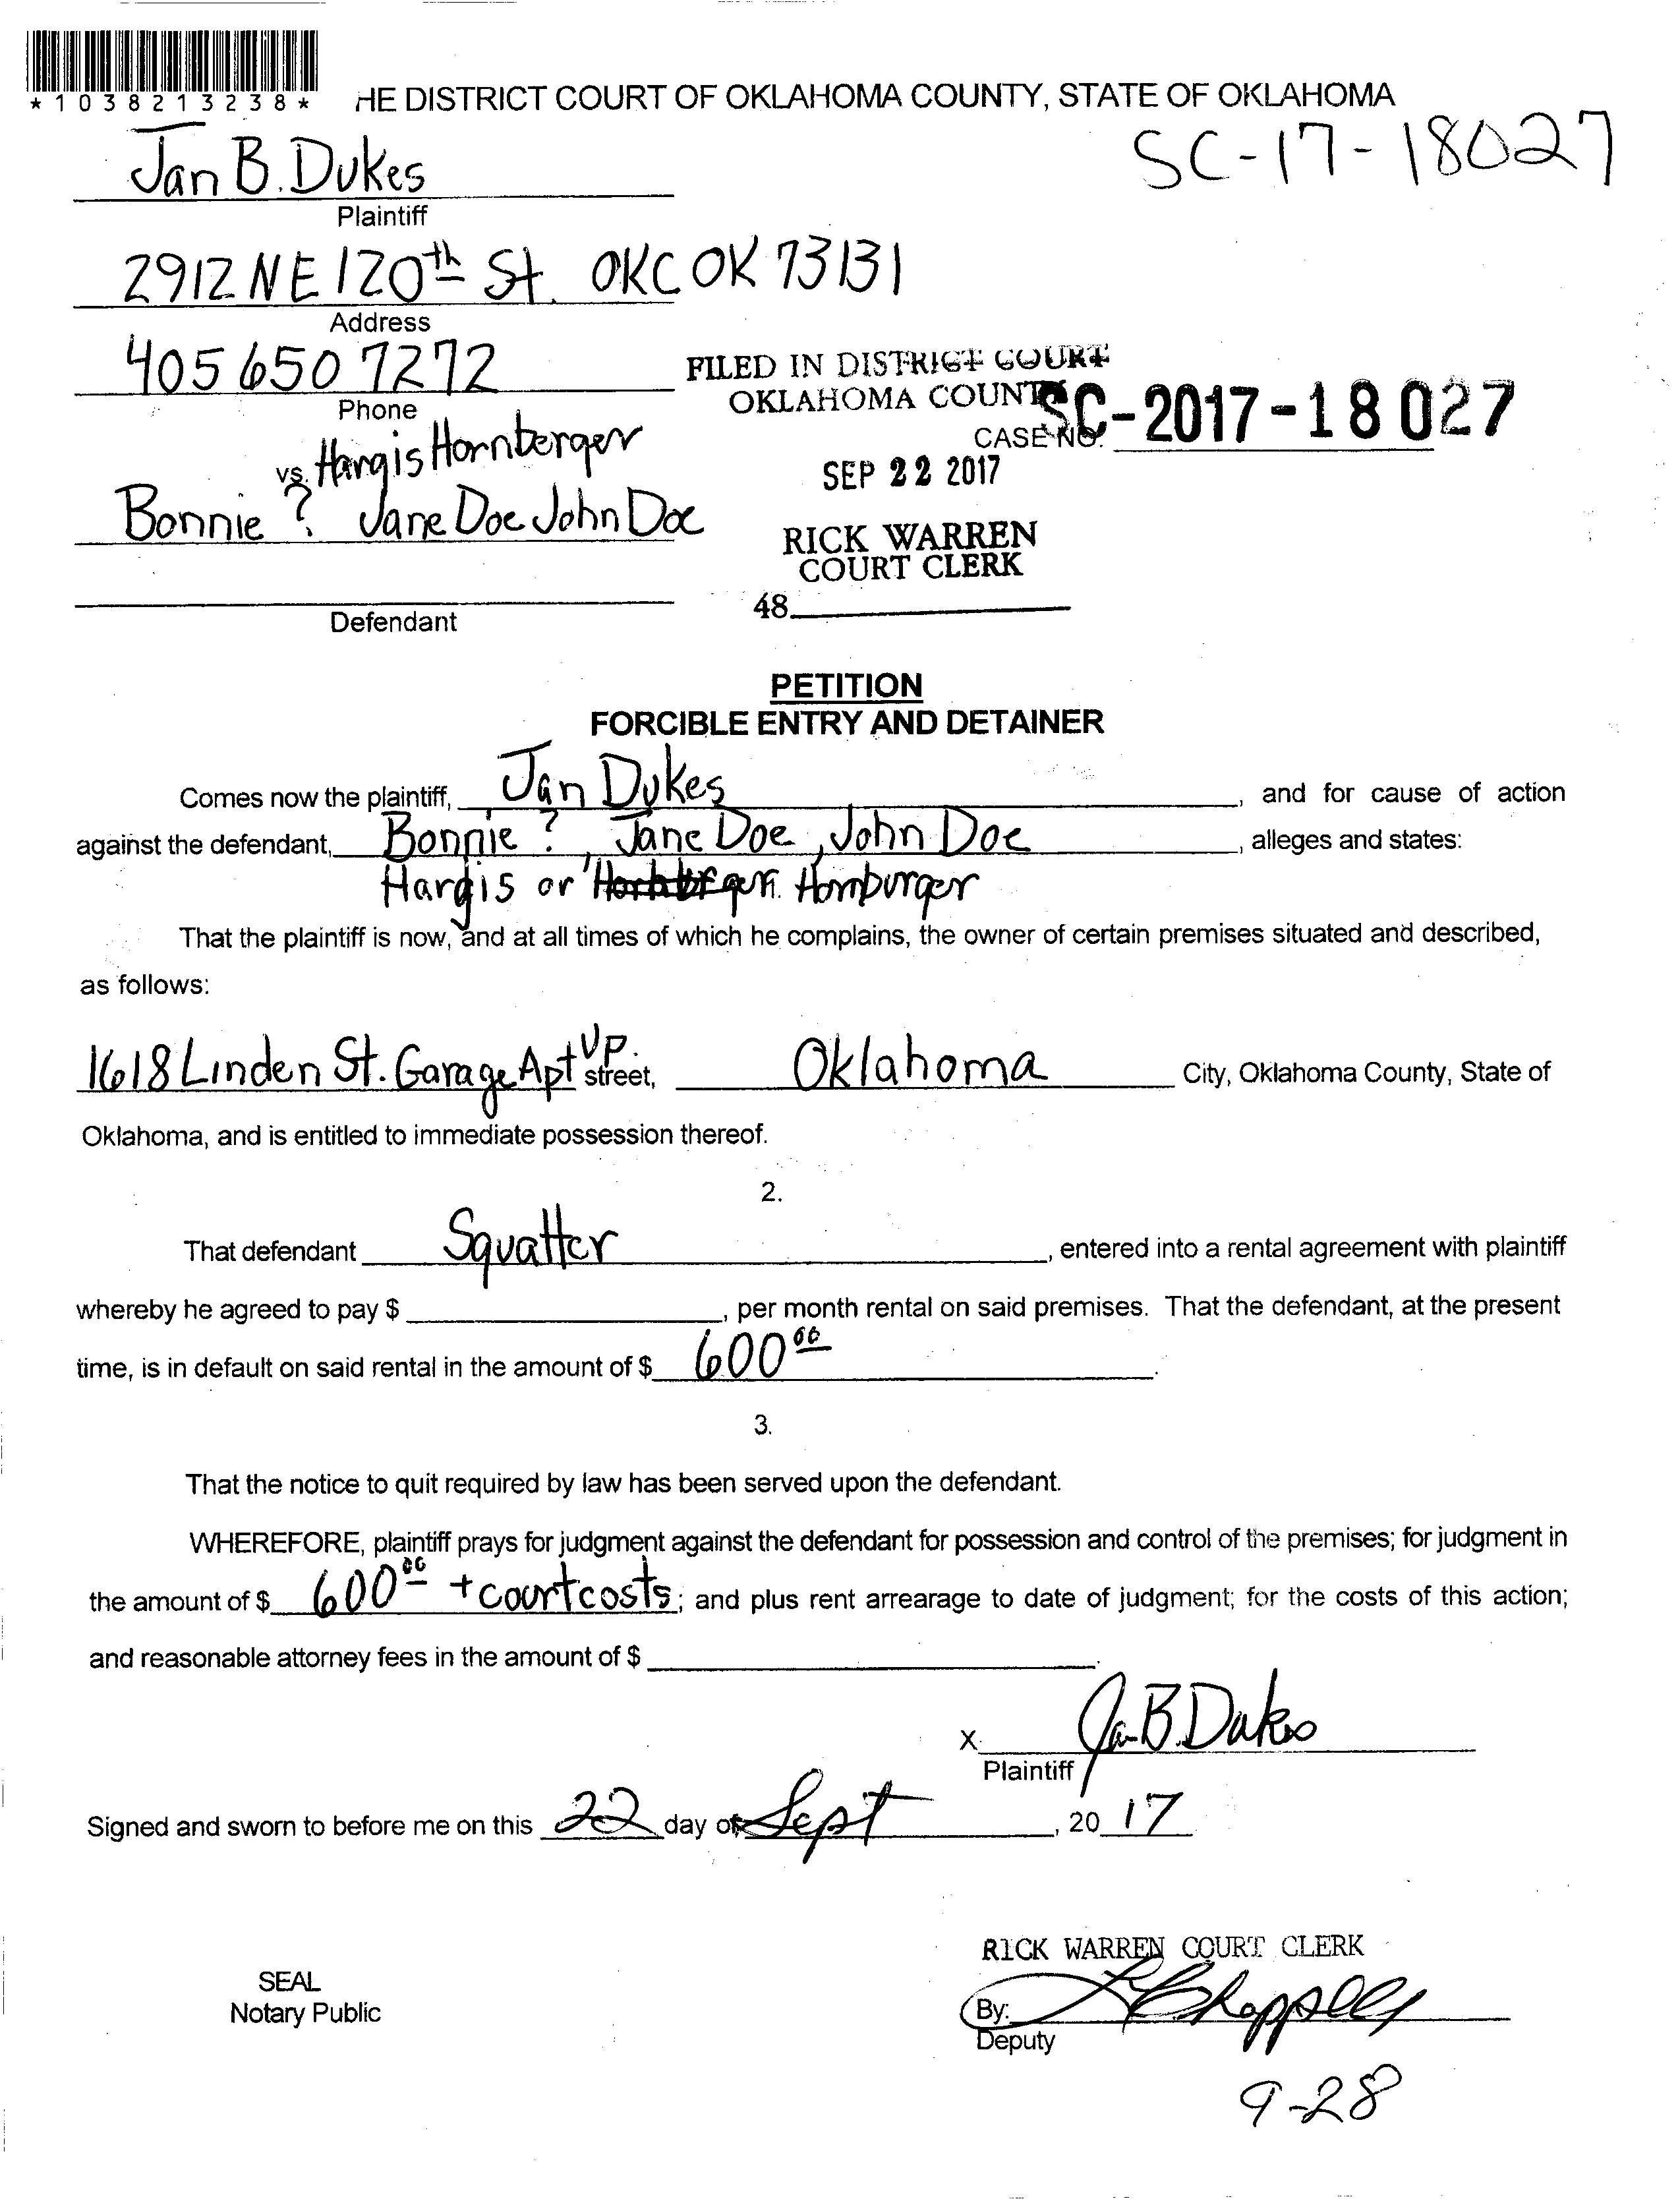 *1038213238*
HE DISTRICT COURT OF OKLAHOMA COUNTY, STATE OF OKLAHOMA
SC-17-18027
Jan B. Dukes
Plaintiff
2912 NE 120th St. OKC OK 73131
Address
405 650 7272
Phone
FILED IN DISTRICT COURT
OKLAHOMA COUNTY
CASE NO. SC-2017-18027
SEP 22 2017
RICK WARREN
COURT CLERK
48
vs. Hargis Hornberger
Bonnie ? Jane Doe John Doe
Defendant
PETITION
FORCIBLE ENTRY AND DETAINER
Comes now the plaintiff, Jan Dukes, and for cause of action
against the defendant, Bonnie ?, Jane Doe, John Doe, alleges and states:
Hargis or Homburger
That the plaintiff is now, and at all times of which he complains, the owner of certain premises situated and described,
as follows:
1618 Linden St. Garage Apt UP. street, Oklahoma City, Oklahoma County, State of
Oklahoma, and is entitled to immediate possession thereof.
2.
That defendant Squatter, entered into a rental agreement with plaintiff
whereby he agreed to pay $, per month rental on said premises. That the defendant, at the present
time, is in default on said rental in the amount of $ 600 00.
3.
That the notice to quit required by law has been served upon the defendant.
WHEREFORE, plaintiff prays for judgment against the defendant for possession and control of the premises; for judgment in
the amount of $ 600 00 + court costs; and plus rent arrearage to date of judgment; for the costs of this action;
and reasonable attorney fees in the amount of $.
X Jan B. Dukes
Plaintiff
Signed and sworn to before me on this 22 day of Sept, 20 17
RICK WARREN COURT CLERK
SEAL
Notary Public
By: Chappell
Deputy
9-28